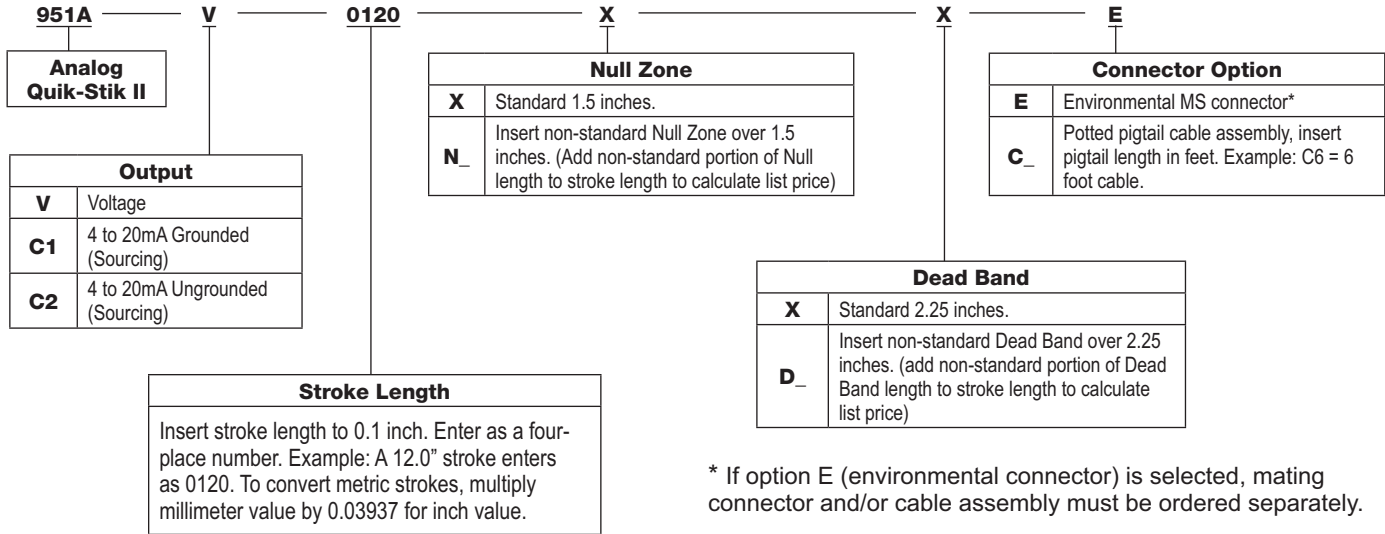 951A V 0120 X X E
Analog
Quik-Stik II
Output
V Voltage
C1 4 to 20mA Grounded
(Sourcing)
C2 4 to 20mA Ungrounded
(Sourcing)
Stroke Length
Insert stroke length to 0.1 inch. Enter as a four-
place number. Example: A 12.0” stroke enters
as 0120. To convert metric strokes, multiply
millimeter value by 0.03937 for inch value.
Null Zone
X Standard 1.5 inches.
N_ Insert non-standard Null Zone over 1.5
inches. (Add non-standard portion of Null
length to stroke length to calculate list price)
Dead Band
X Standard 2.25 inches.
D_ Insert non-standard Dead Band over 2.25
inches. (add non-standard portion of Dead
Band length to stroke length to calculate
list price)
Connector Option
E Environmental MS connector*
C_ Potted pigtail cable assembly, insert
pigtail length in feet. Example: C6 = 6
foot cable.
* If option E (environmental connector) is selected, mating
connector and/or cable assembly must be ordered separately.